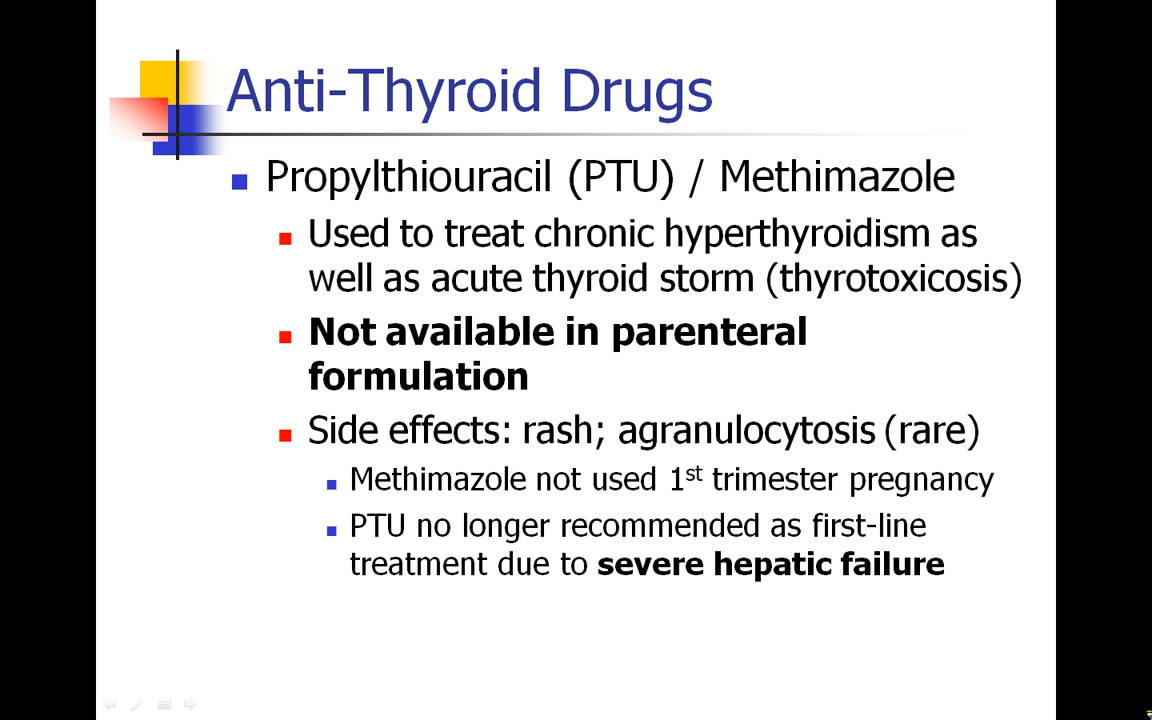 Anti-Thyroid Drugs
Propylthiouracil (PTU) / Methimazole
Used to treat chronic hyperthyroidism as
well as acute thyroid storm (thyrotoxicosis)
Not available in parenteral
formulation
Side effects: rash; agranulocytosis (rare)
Methimazole not used 1st trimester pregnancy
PTU no longer recommended as first-line
treatment due to severe hepatic failure